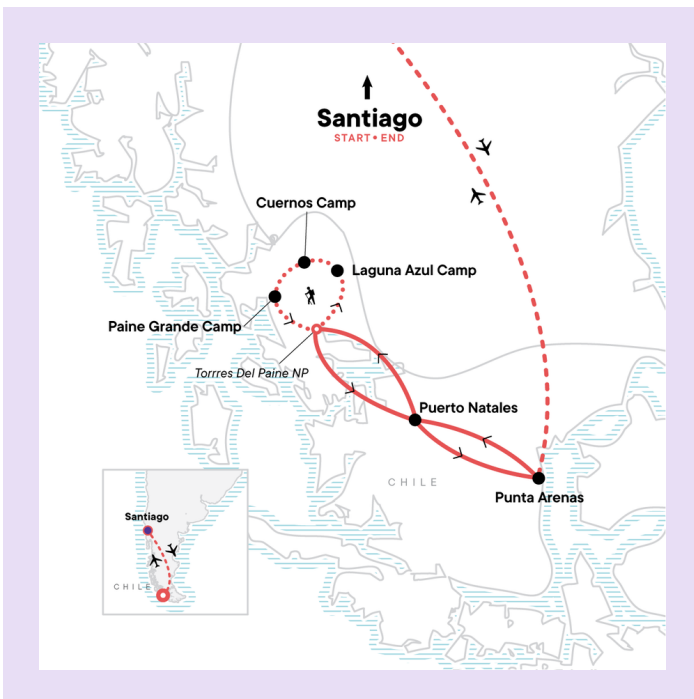 Santiago
START • END
Cuernos Camp
Laguna Azul Camp
Paine Grande Camp
Torrres Del Paine NP
Puerto Natales
CHILE
Punta Arenas
Santiago
CHILE